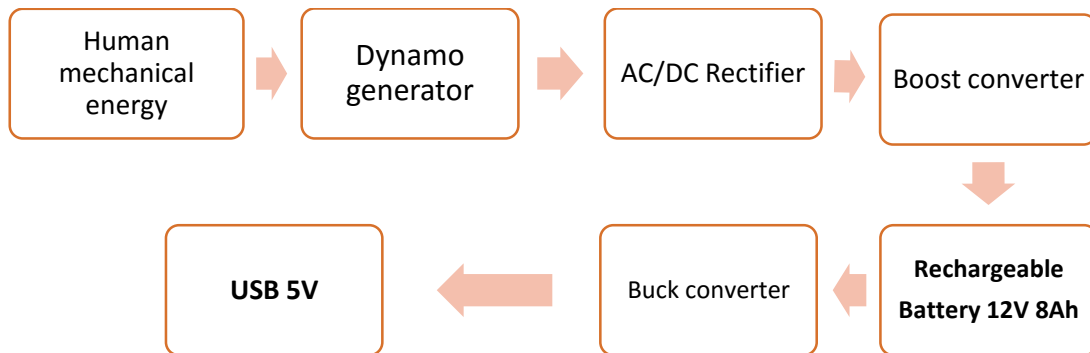 Human
mechanical
energy
Dynamo
generator
AC/DC Rectifier
Boost converter
Rechargeable
Battery 12V 8Ah
Buck converter
USB 5V